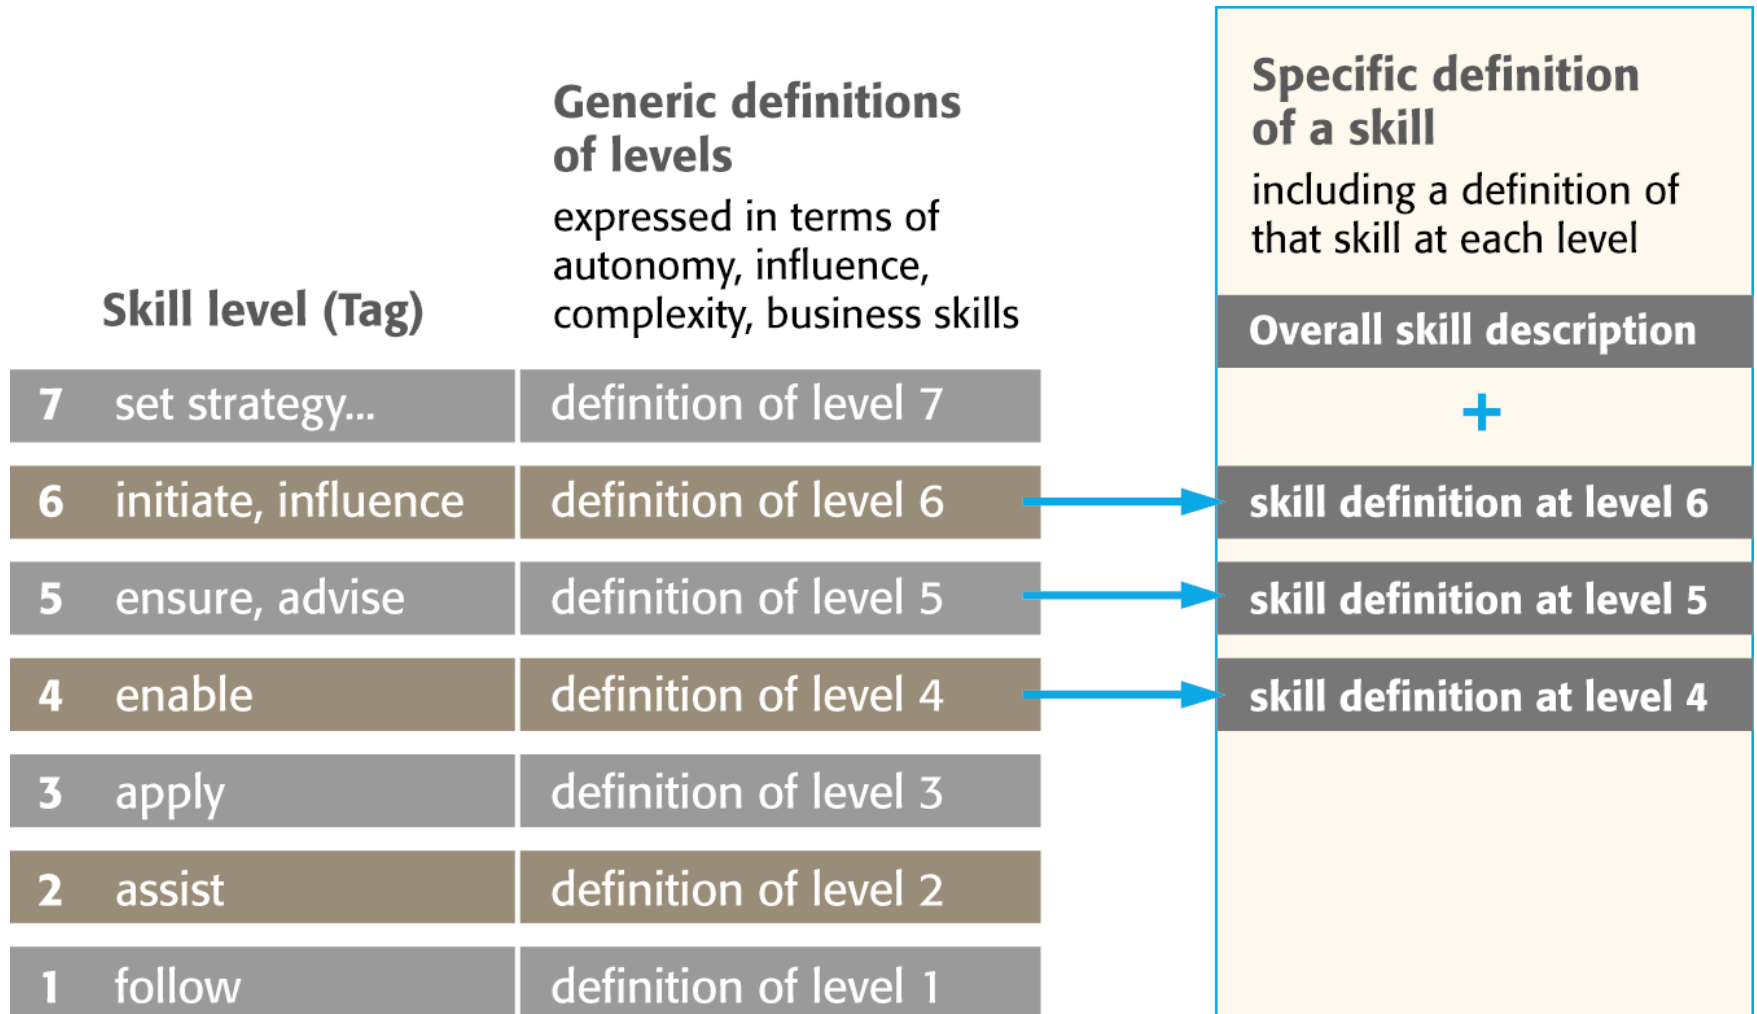 Generic definitions
of levels
expressed in terms of
autonomy, influence,
complexity, business skills
Specific definition
of a skill
including a definition of
that skill at each level
Skill level (Tag)
Overall skill description
+
7 set strategy... definition of level 7
6 initiate, influence definition of level 6 skill definition at level 6
5 ensure, advise definition of level 5 skill definition at level 5
4 enable definition of level 4 skill definition at level 4
3 apply definition of level 3
2 assist definition of level 2
1 follow definition of level 1